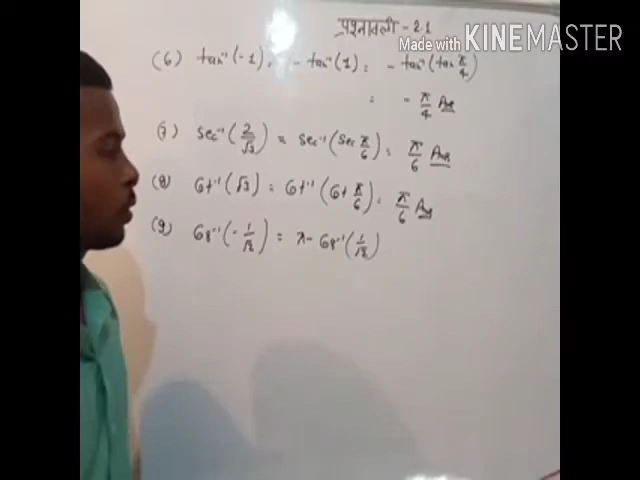 प्रश्नावली - 2.1
Made with KINEMASTER
(6) tan⁻¹(-1) = - tan⁻¹(1) = - tan⁻¹(tan π/4)
= - π/4 Ans
(7) sec⁻¹(2/√3) = sec⁻¹(sec π/6) = π/6 Ans
(8) Cot⁻¹(√3) = Cot⁻¹(Cot π/6) = π/6 Ans
(9) Cos⁻¹(-1/√2) = π - Cos⁻¹(1/√2)